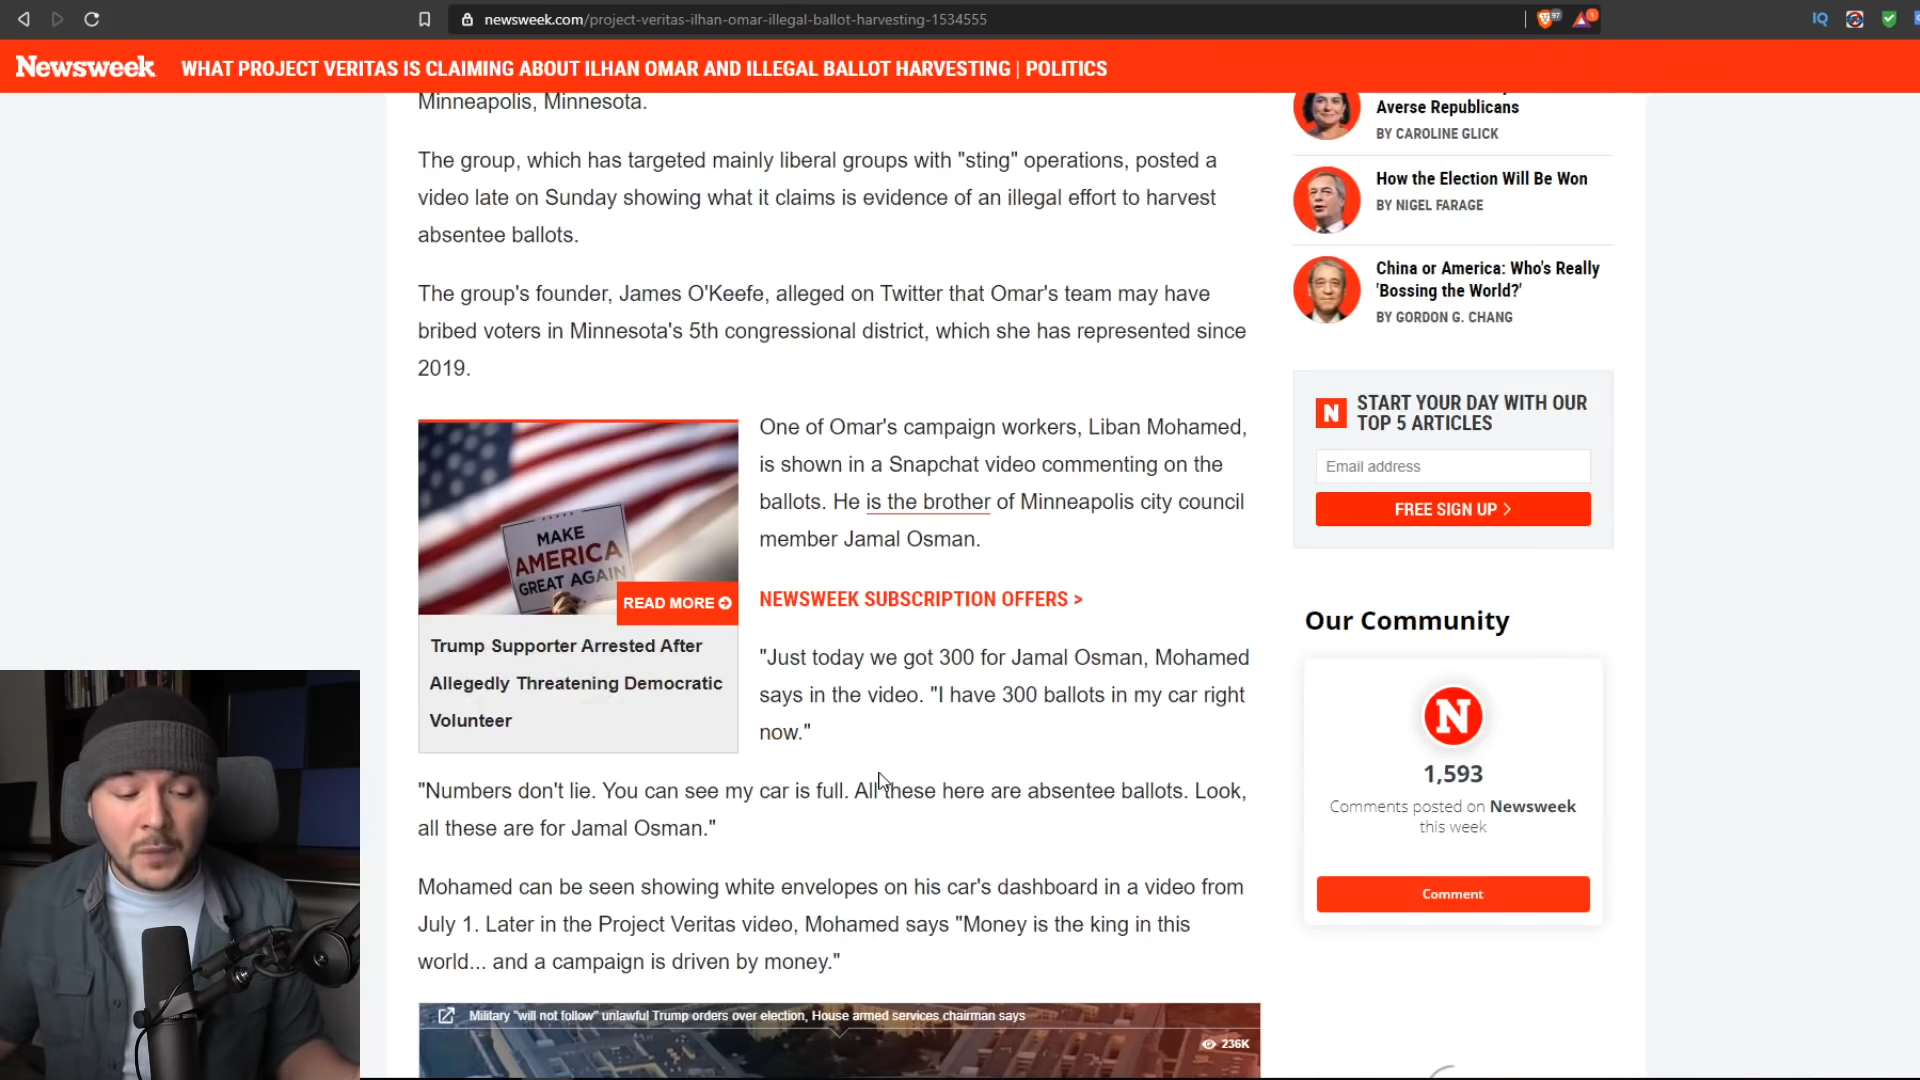 newsweek.com/project-veritas-ilhan-omar-illegal-ballot-harvesting-1534555
97
1
IQ
Newsweek
WHAT PROJECT VERITAS IS CLAIMING ABOUT ILHAN OMAR AND ILLEGAL BALLOT HARVESTING | POLITICS
Minneapolis, Minnesota.
The group, which has targeted mainly liberal groups with "sting" operations, posted a
video late on Sunday showing what it claims is evidence of an illegal effort to harvest
absentee ballots.
The group's founder, James O'Keefe, alleged on Twitter that Omar's team may have
bribed voters in Minnesota's 5th congressional district, which she has represented since
2019.
MAKE
AMERICA
GREAT AGAIN
READ MORE
Trump Supporter Arrested After
Allegedly Threatening Democratic
Volunteer
One of Omar's campaign workers, Liban Mohamed,
is shown in a Snapchat video commenting on the
ballots. He is the brother of Minneapolis city council
member Jamal Osman.
NEWSWEEK SUBSCRIPTION OFFERS >
"Just today we got 300 for Jamal Osman, Mohamed
says in the video. "I have 300 ballots in my car right
now."
"Numbers don't lie. You can see my car is full. All these here are absentee ballots. Look,
all these are for Jamal Osman."
Mohamed can be seen showing white envelopes on his car's dashboard in a video from
July 1. Later in the Project Veritas video, Mohamed says "Money is the king in this
world... and a campaign is driven by money."
Military "will not follow" unlawful Trump orders over election, House armed services chairman says
236K
Averse Republicans
BY CAROLINE GLICK
How the Election Will Be Won
BY NIGEL FARAGE
China or America: Who's Really
'Bossing the World?'
BY GORDON G. CHANG
N
START YOUR DAY WITH OUR
TOP 5 ARTICLES
Email address
FREE SIGN UP >
Our Community
N
1,593
Comments posted on Newsweek
this week
Comment